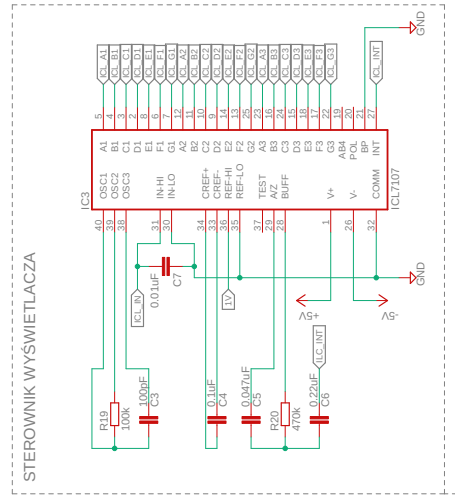 GND
ICL_A1
ICL_B1
ICL_C1
ICL_D1
ICL_E1
ICL_F1
ICL_G1
ICL_A2
ICL_B2
ICL_C2
ICL_D2
ICL_E2
ICL_F2
ICL_G2
ICL_A3
ICL_B3
ICL_C3
ICL_D3
ICL_E3
ICL_F3
ICL_G3
ICL_INT
5 4 3 2 8 6 7 12 11 10 9 14 13 25 23 16 24 15 18 17 22 19 20 21 27
A1 B1 C1 D1 E1 F1 G1 A2 B2 C2 D2 E2 F2 G2 A3 B3 C3 D3 E3 F3 G3 AB4 POL BP INT
IC3
ICL7107
OSC1
OSC2
OSC3
IN-HI
IN-LO
CREF+
CREF-
REF-HI
REF-LO
TEST
A/Z
BUFF
V+
V-
COMM
40 39 38 31 30 34 33 36 35 37 29 28 1 26 32
GND
C7
0.01uF
ICL_IN
1V
+5V
-5V
ILC_INT
STEROWNIK WYŚWIETLACZA
R19
100k
100pF
C3
0.1uF
C4
0.047uF
C5
R20
470k
0.22uF
C6